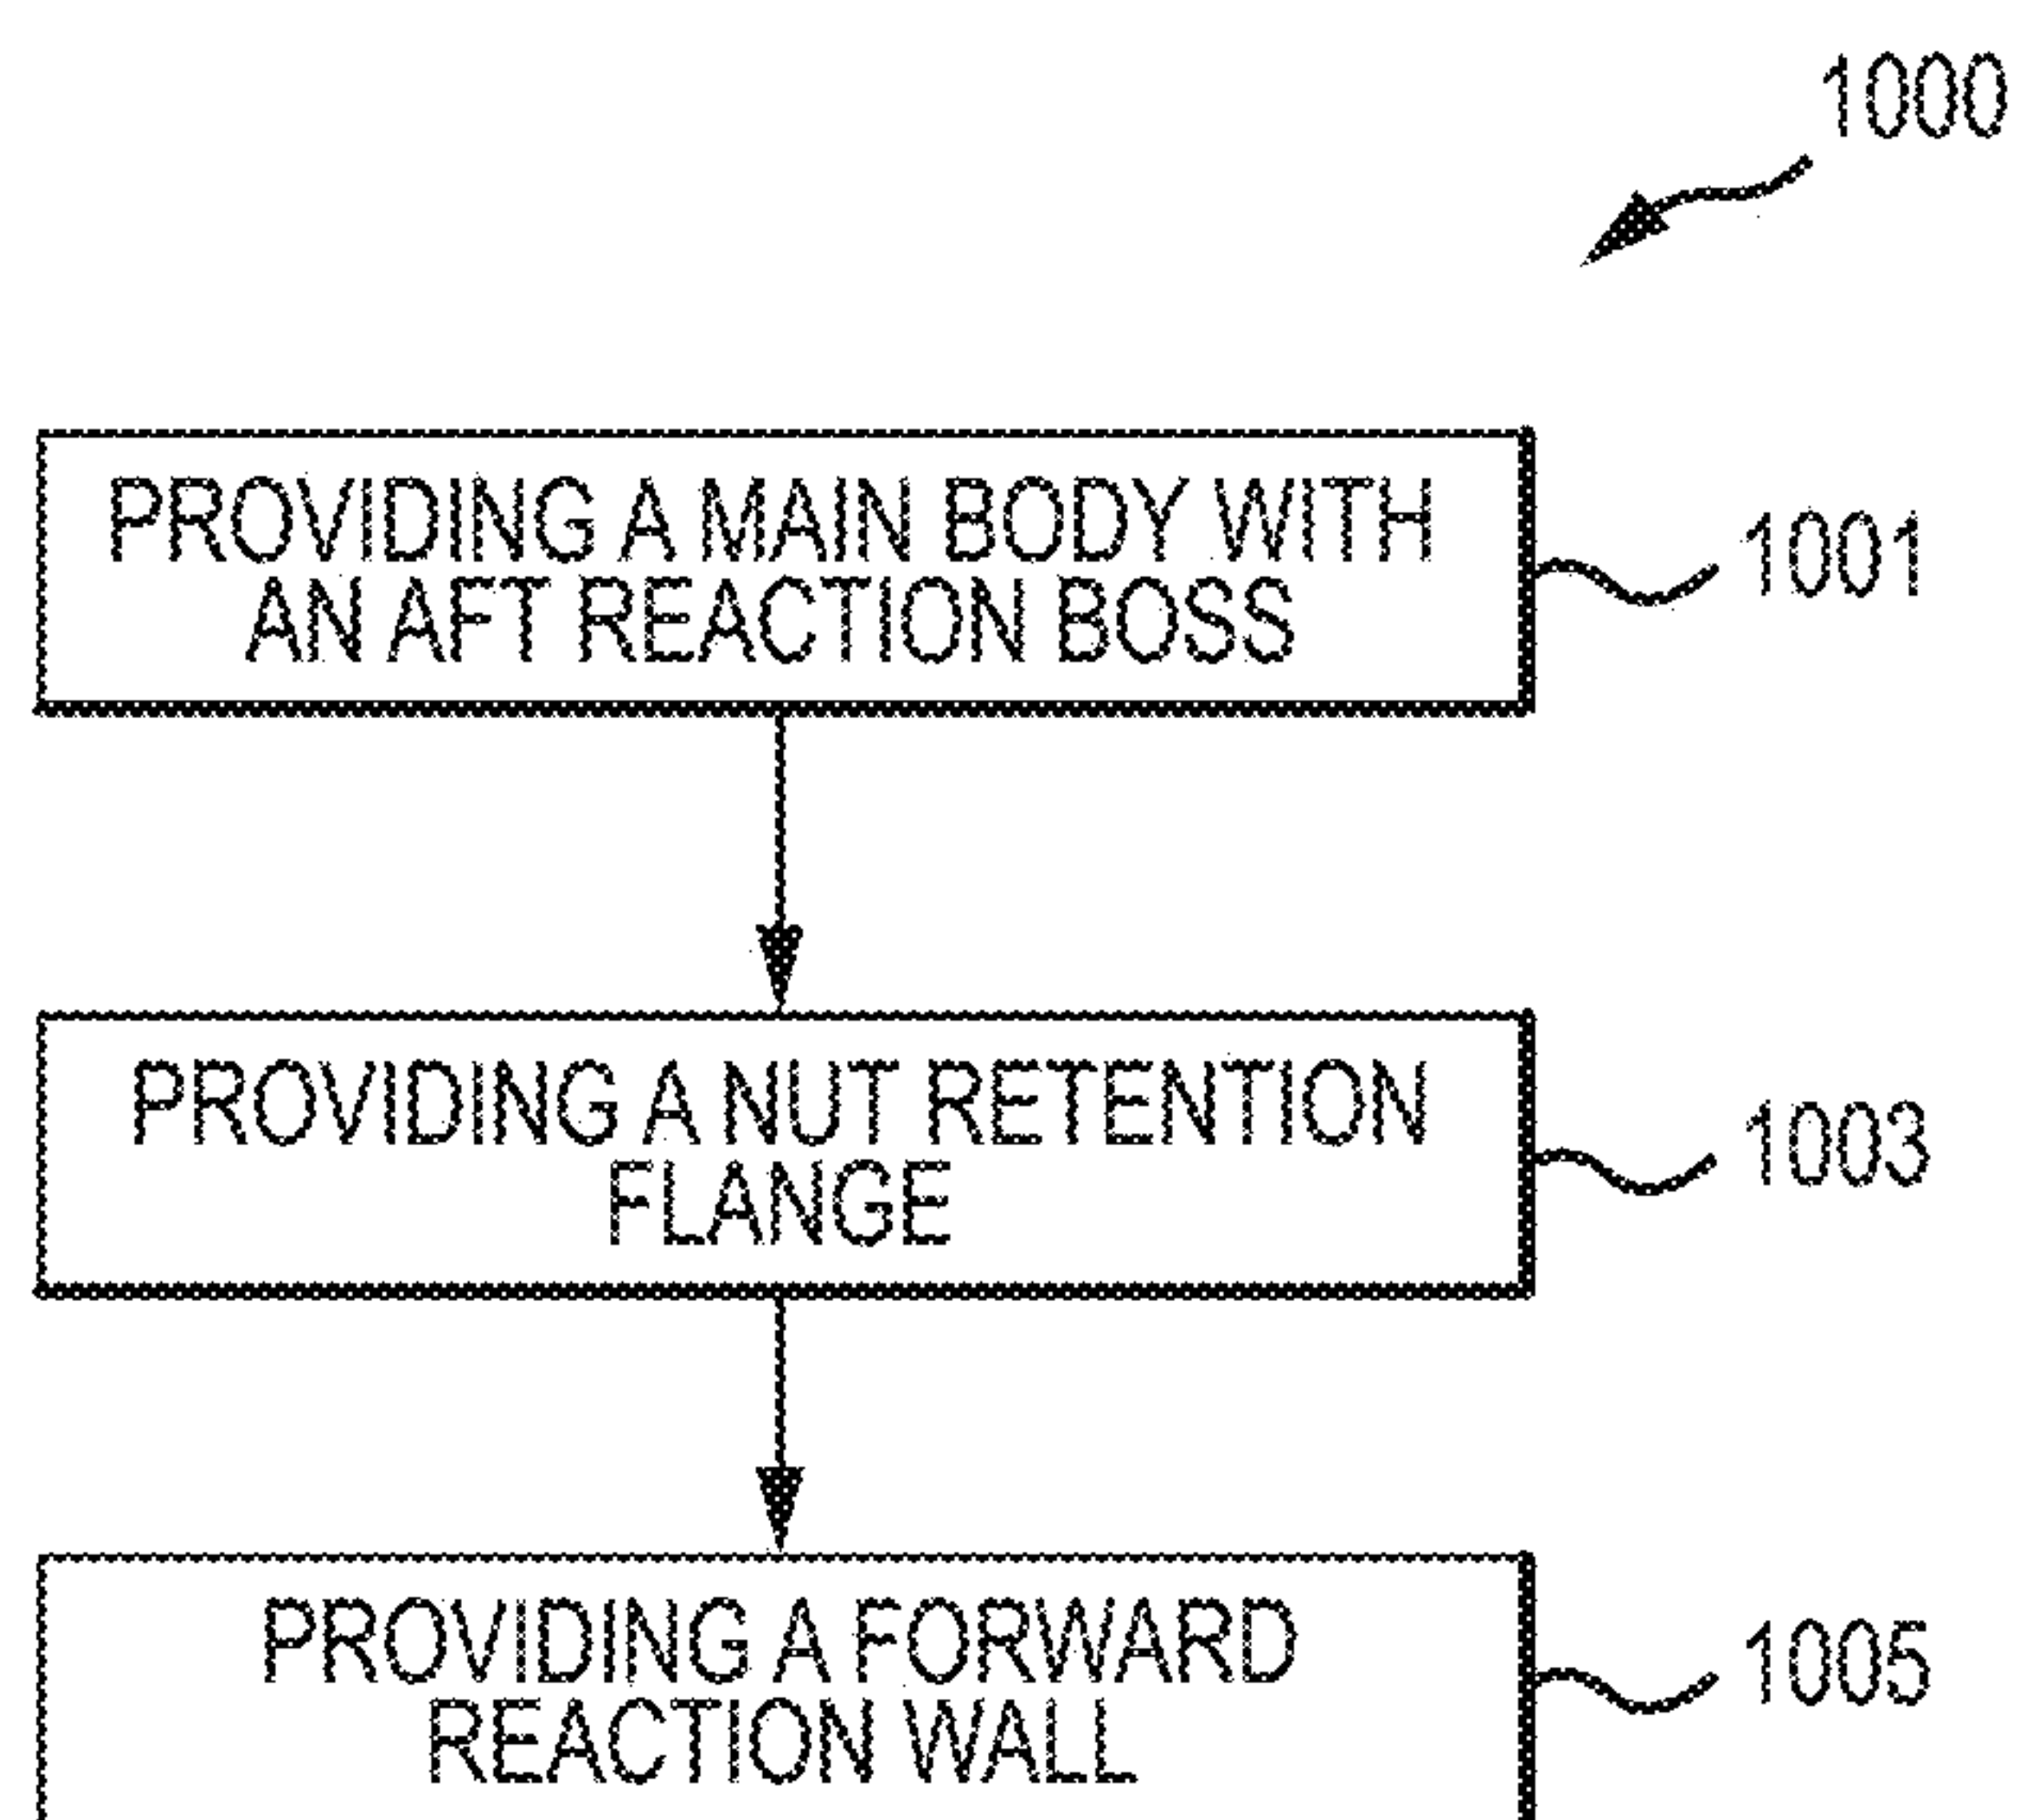 1000
PROVIDING A MAIN BODY WITH
AN AFT REACTION BOSS
1001
PROVIDING A NUT RETENTION
FLANGE
1003
PROVIDING A FORWARD
REACTION WALL
1005